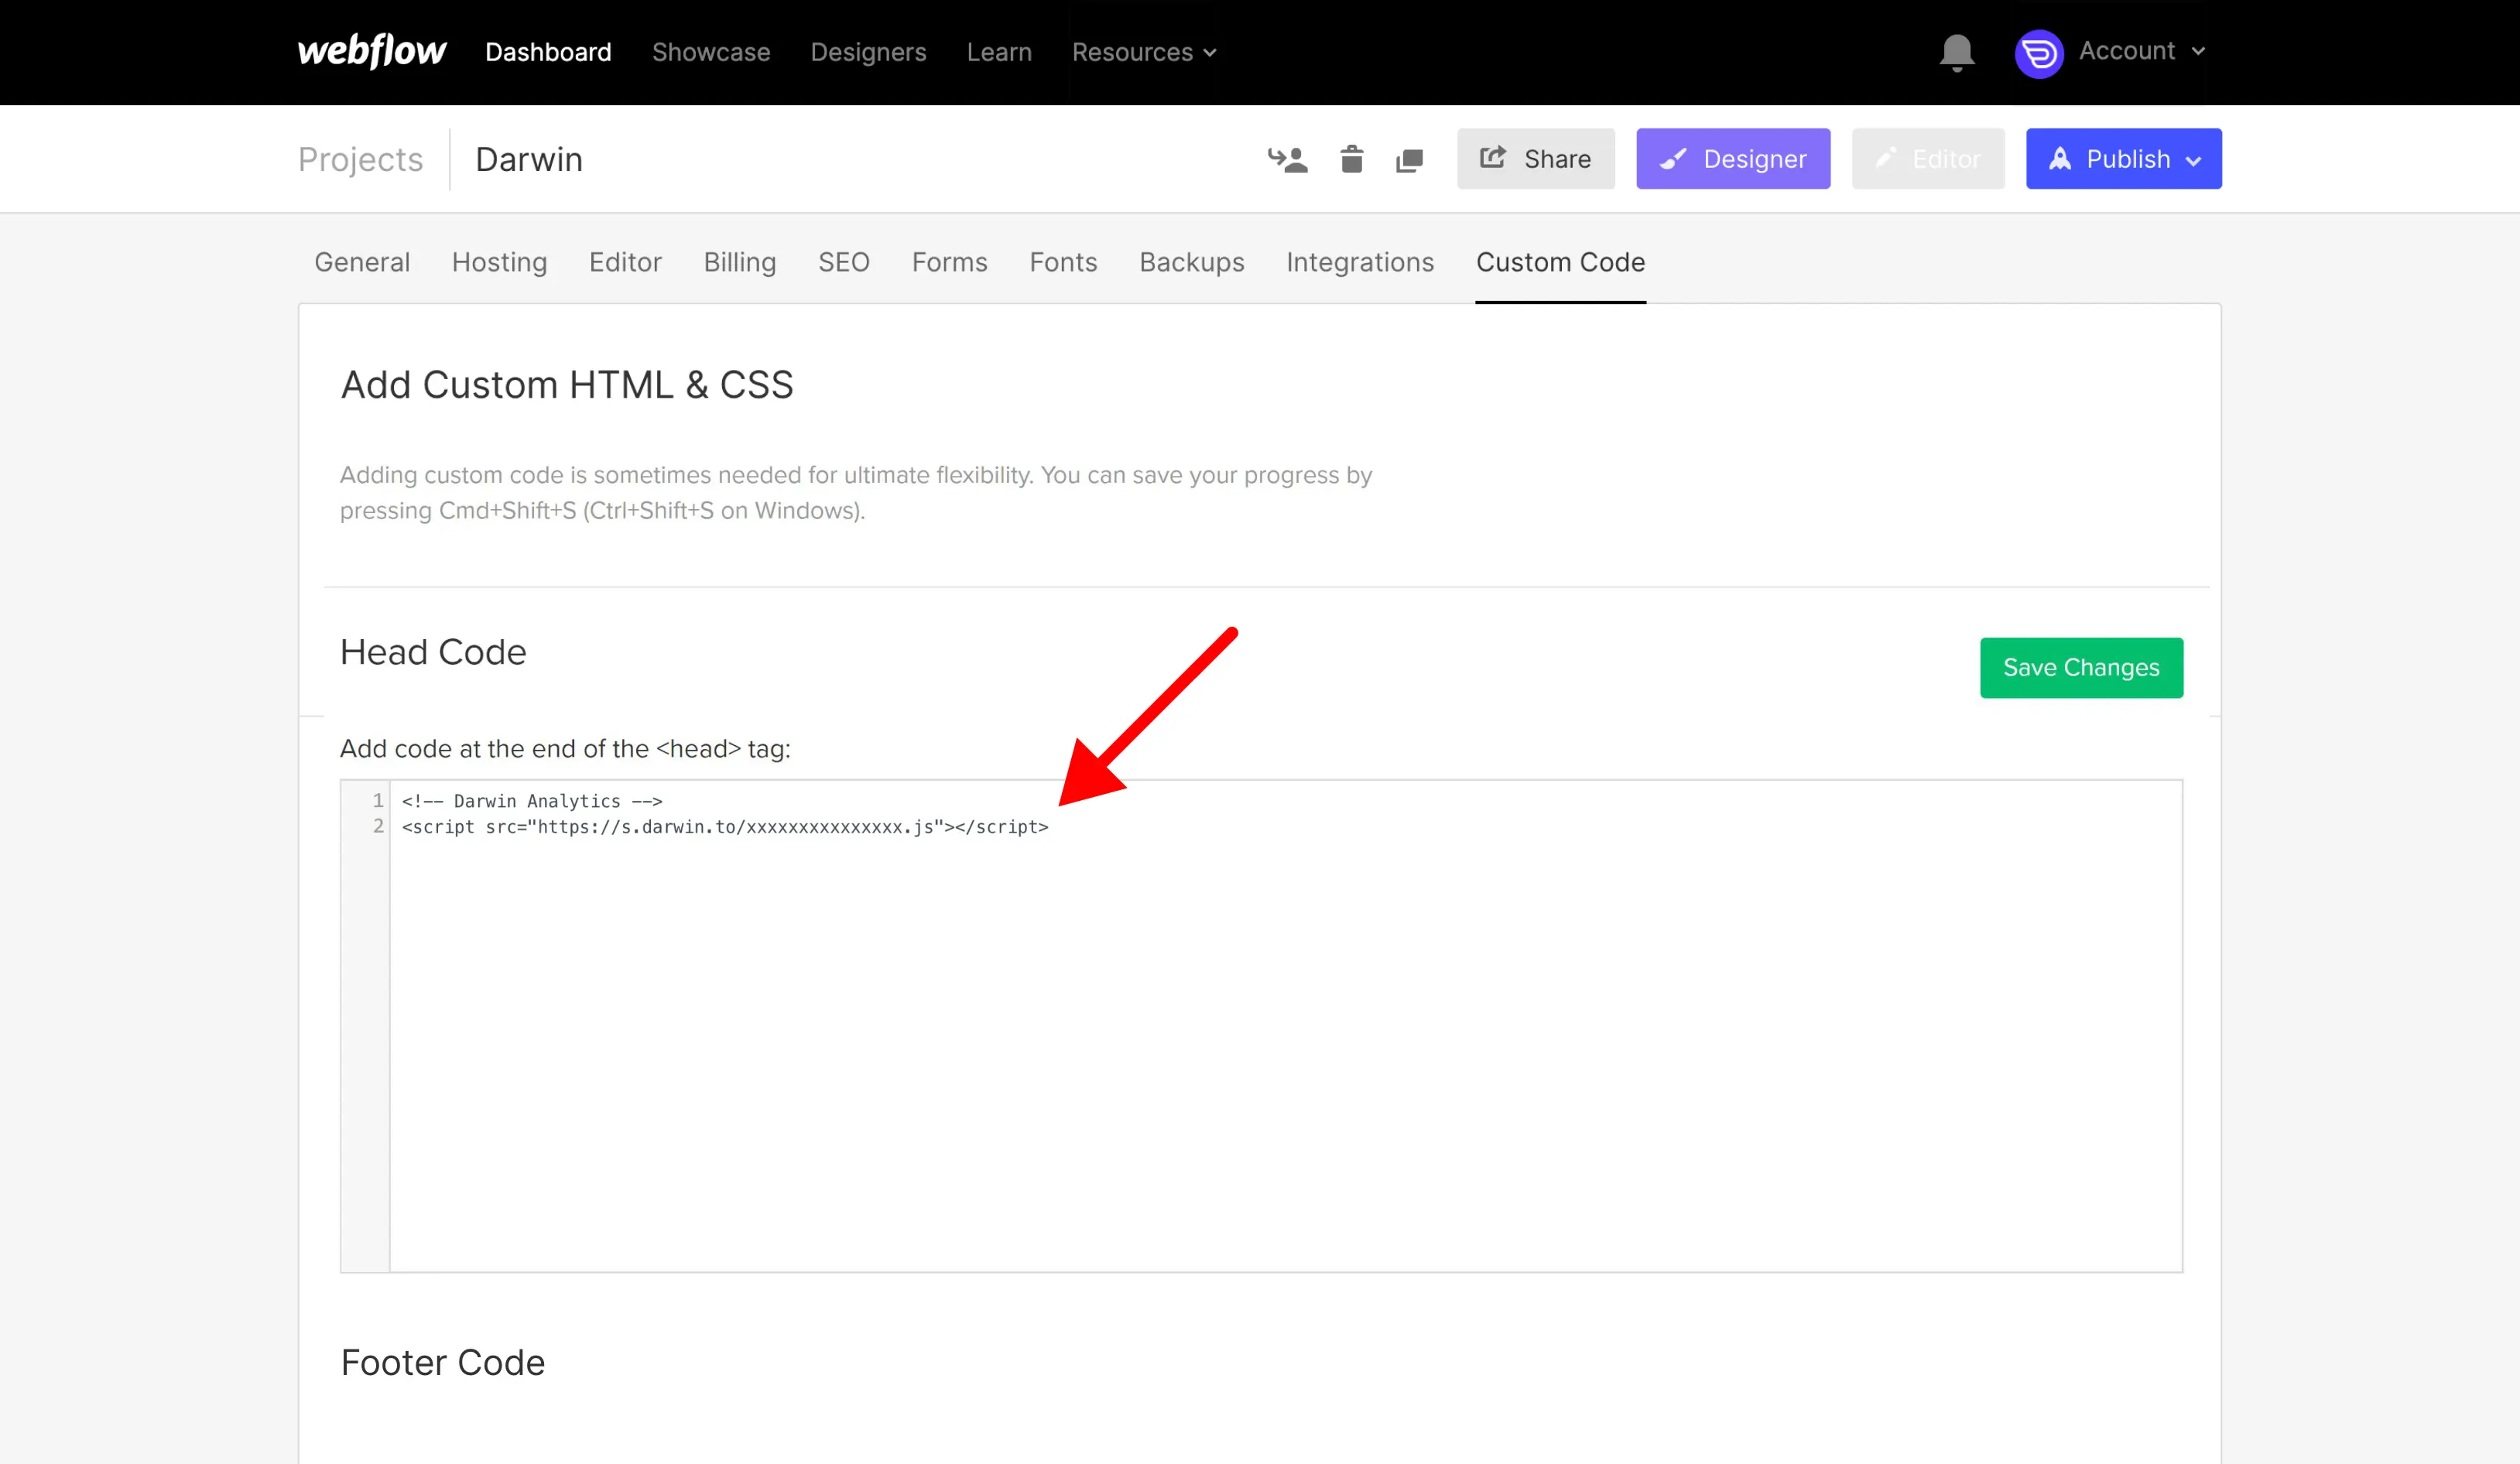 webflow Dashboard Showcase Designers Learn Resources Account
Projects Darwin Share Designer Editor Publish
General Hosting Editor Billing SEO Forms Fonts Backups Integrations Custom Code
Add Custom HTML & CSS
Adding custom code is sometimes needed for ultimate flexibility. You can save your progress by
pressing Cmd+Shift+S (Ctrl+Shift+S on Windows).
Head Code
Save Changes
Add code at the end of the <head> tag:
1 <!-- Darwin Analytics -->
2 <script src="https://s.darwin.to/xxxxxxxxxxxxxxx.js"></script>
Footer Code